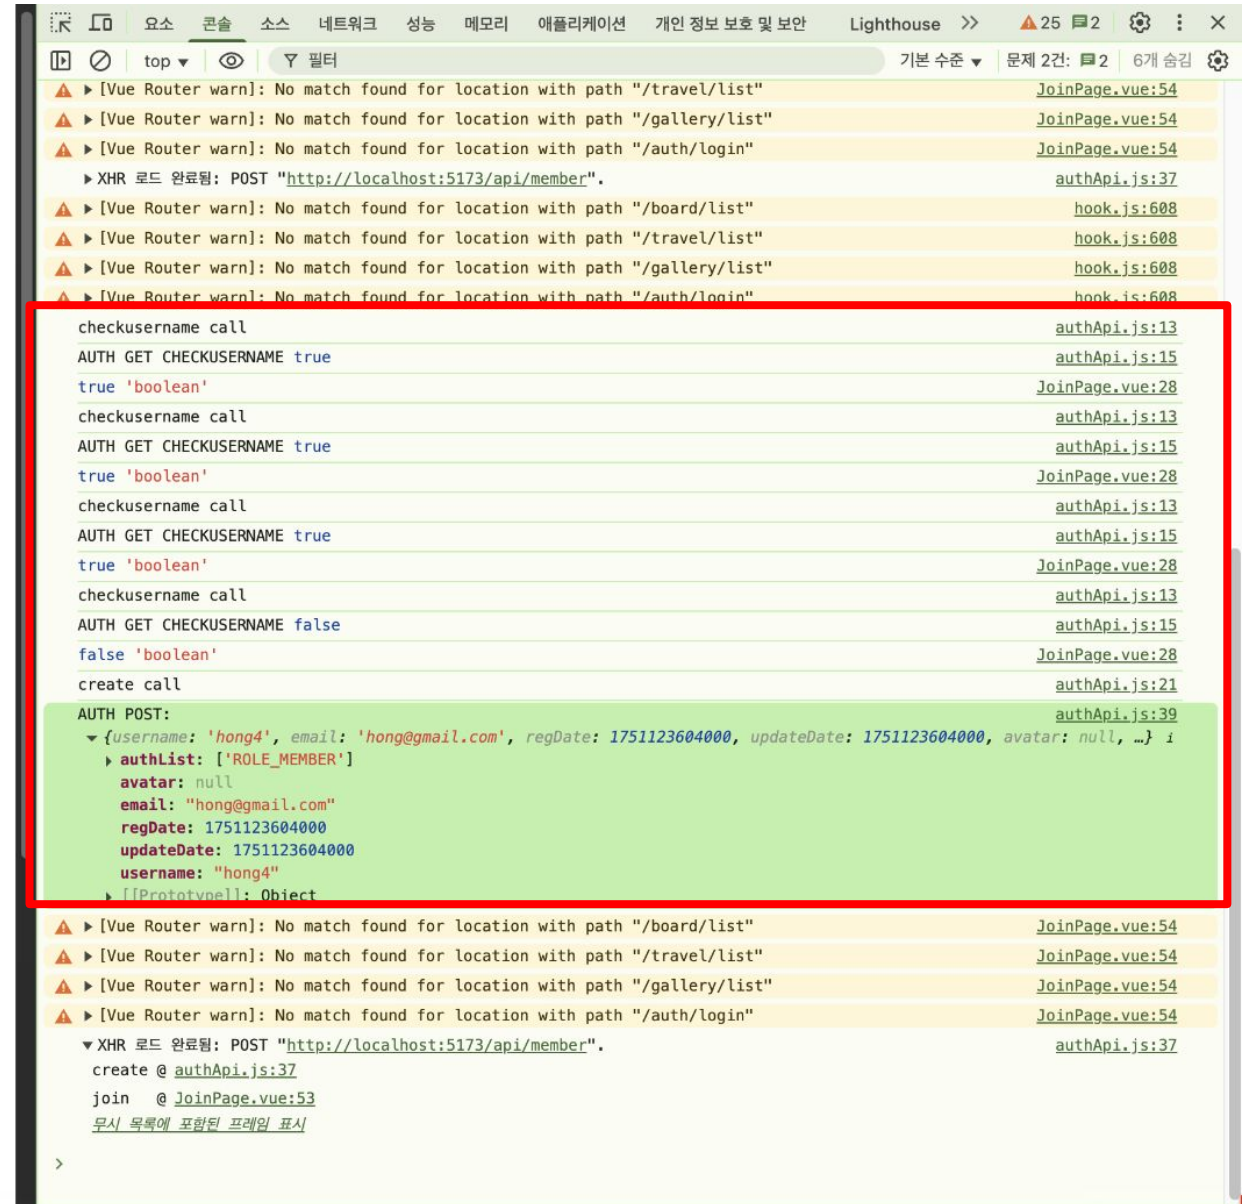 요소 콘솔 소스 네트워크 성능 메모리 애플리케이션 개인 정보 보호 및 보안 Lighthouse 25 2
top 필터 기본 수준 문제 2건: 2 6개 숨김
[Vue Router warn]: No match found for location with path "/travel/list" JoinPage.vue:54
[Vue Router warn]: No match found for location with path "/gallery/list" JoinPage.vue:54
[Vue Router warn]: No match found for location with path "/auth/login" JoinPage.vue:54
XHR 로드 완료됨: POST "http://localhost:5173/api/member". authApi.js:37
[Vue Router warn]: No match found for location with path "/board/list" hook.js:608
[Vue Router warn]: No match found for location with path "/travel/list" hook.js:608
[Vue Router warn]: No match found for location with path "/gallery/list" hook.js:608
[Vue Router warn]: No match found for location with path "/auth/login" hook.js:608
checkusername call authApi.js:13
AUTH GET CHECKUSERNAME true authApi.js:15
true 'boolean' JoinPage.vue:28
checkusername call authApi.js:13
AUTH GET CHECKUSERNAME true authApi.js:15
true 'boolean' JoinPage.vue:28
checkusername call authApi.js:13
AUTH GET CHECKUSERNAME true authApi.js:15
true 'boolean' JoinPage.vue:28
checkusername call authApi.js:13
AUTH GET CHECKUSERNAME false authApi.js:15
false 'boolean' JoinPage.vue:28
create call authApi.js:21
AUTH POST: authApi.js:39
{username: 'hong4', email: 'hong@gmail.com', regDate: 1751123604000, updateDate: 1751123604000, avatar: null, …} i
authList: ['ROLE_MEMBER']
avatar: null
email: "hong@gmail.com"
regDate: 1751123604000
updateDate: 1751123604000
username: "hong4"
[[Prototype]]: Object
[Vue Router warn]: No match found for location with path "/board/list" JoinPage.vue:54
[Vue Router warn]: No match found for location with path "/travel/list" JoinPage.vue:54
[Vue Router warn]: No match found for location with path "/gallery/list" JoinPage.vue:54
[Vue Router warn]: No match found for location with path "/auth/login" JoinPage.vue:54
XHR 로드 완료됨: POST "http://localhost:5173/api/member". authApi.js:37
create @ authApi.js:37
join @ JoinPage.vue:53
무시 목록에 포함된 프레임 표시